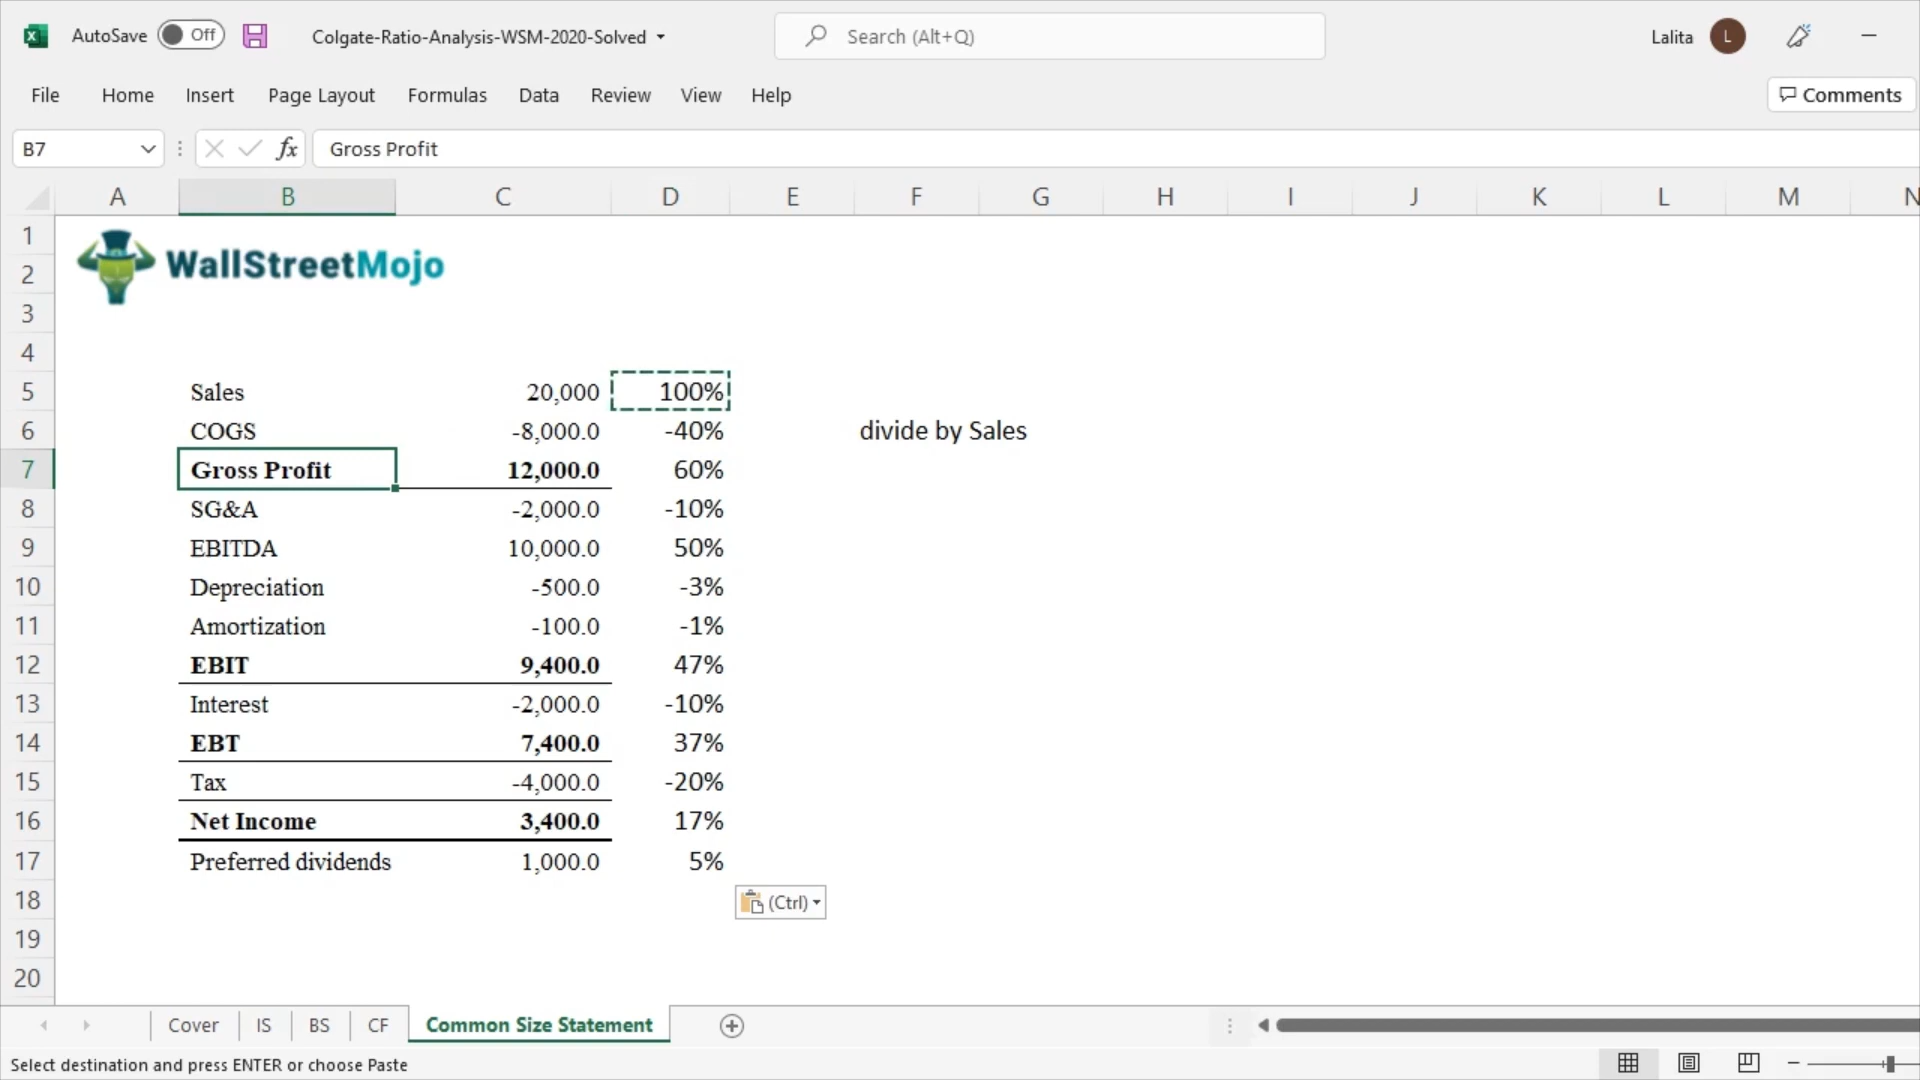 AutoSave Off Colgate-Ratio-Analysis-WSM-2020-Solved Search (Alt+Q) Lalita L
File Home Insert Page Layout Formulas Data Review View Help Comments
B7 fx Gross Profit
A B C D E F G H I J K L M N
1
2 WallStreetMojo
3
4
5 Sales 20,000 100%
6 COGS -8,000.0 -40% divide by Sales
7 Gross Profit 12,000.0 60%
8 SG&A -2,000.0 -10%
9 EBITDA 10,000.0 50%
10 Depreciation -500.0 -3%
11 Amortization -100.0 -1%
12 EBIT 9,400.0 47%
13 Interest -2,000.0 -10%
14 EBT 7,400.0 37%
15 Tax -4,000.0 -20%
16 Net Income 3,400.0 17%
17 Preferred dividends 1,000.0 5%
18 (Ctrl)
19
20
Cover IS BS CF Common Size Statement
Select destination and press ENTER or choose Paste